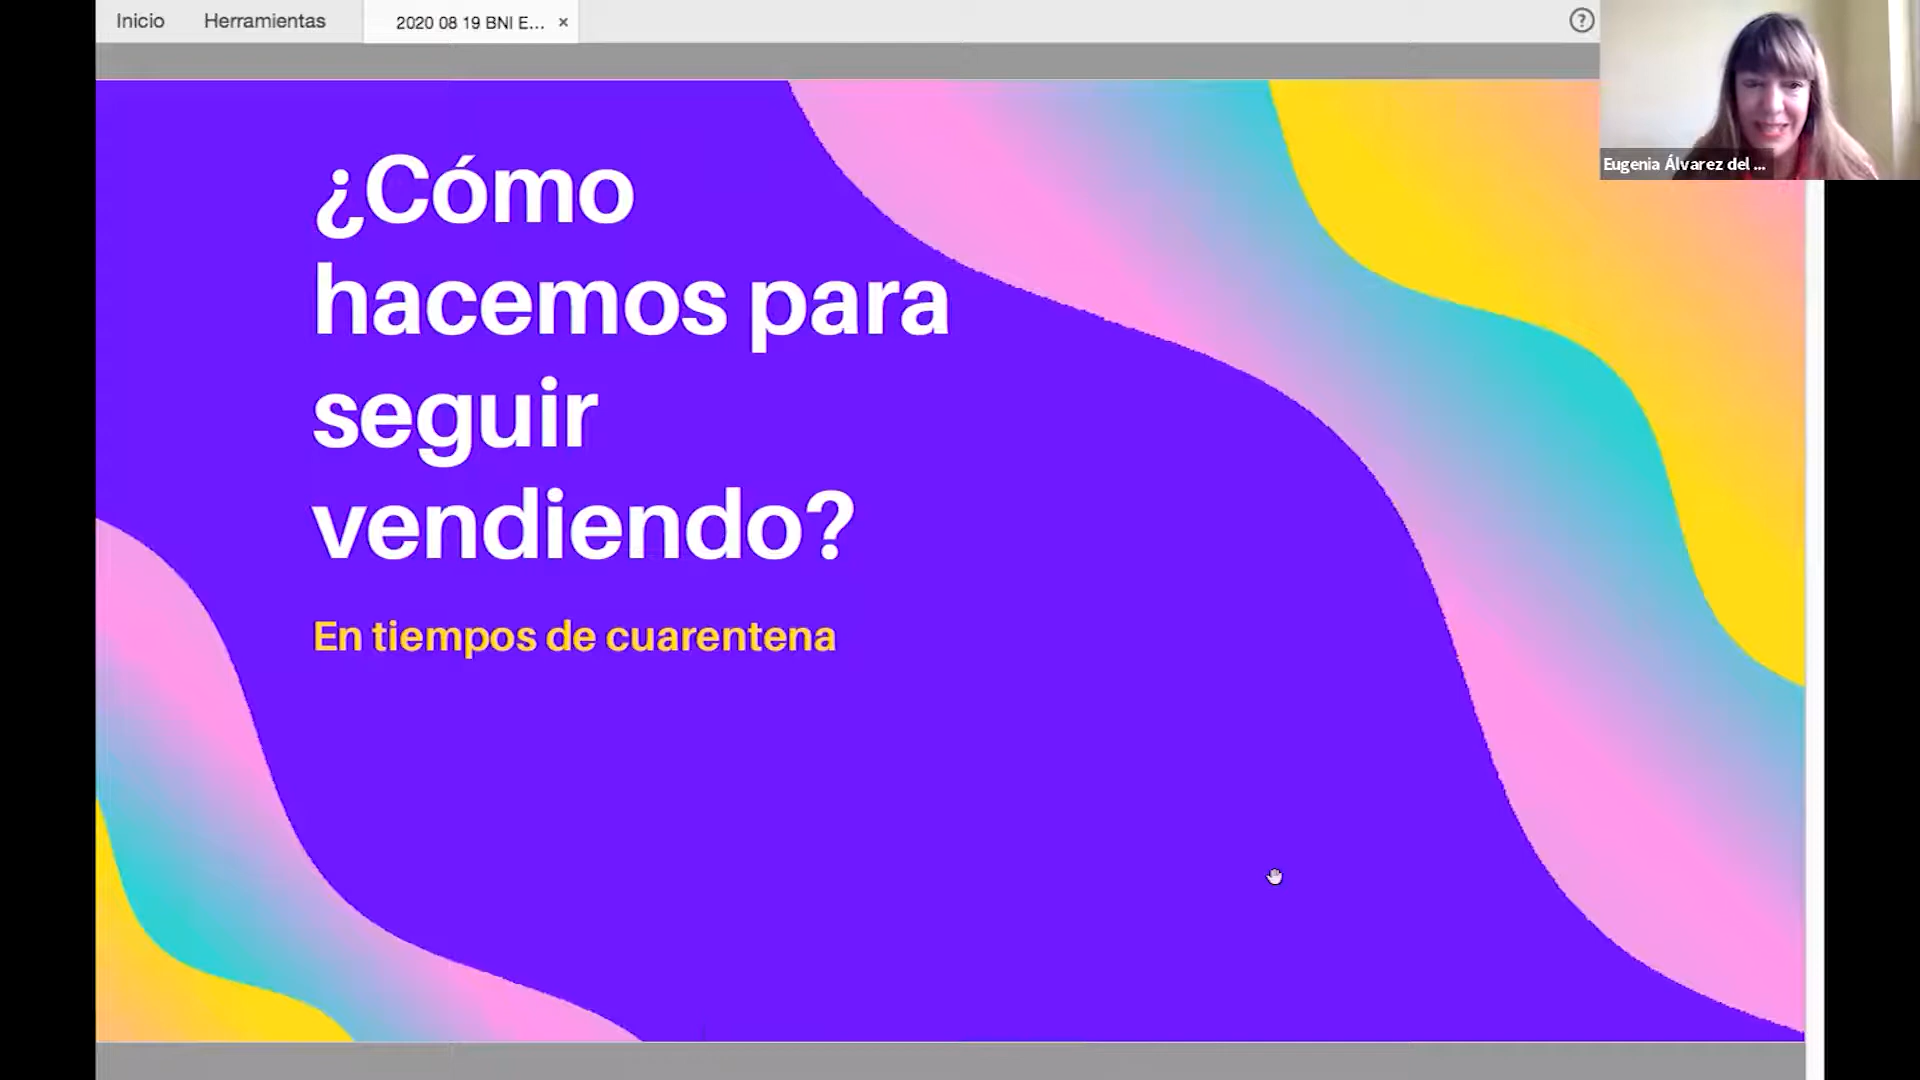 Inicio
Herramientas
2020 08 19 BNI E...
×
?
Eugenia Álvarez del ...
¿Cómo
hacemos para
seguir
vendiendo?
En tiempos de cuarentena